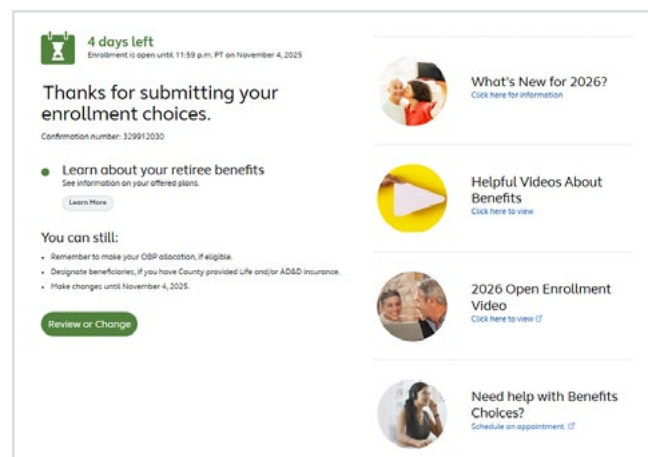 4 days left
Enrollment is open until 11:59 p.m. PT on November 4, 2025
Thanks for submitting your
enrollment choices.
Confirmation number: 329912030
Learn about your retiree benefits
See information on your offered plans.
Learn More
You can still:
• Remember to make your OBP allocation, if eligible.
• Designate beneficiaries, if you have County provided Life and/or AD&D insurance.
• Make changes until November 4, 2025.
Review or Change
What's New for 2026?
Click here for information
Helpful Videos About
Benefits
Click here to view
2026 Open Enrollment
Video
Click here to view
Need help with Benefits
Choices?
Schedule an appointment.